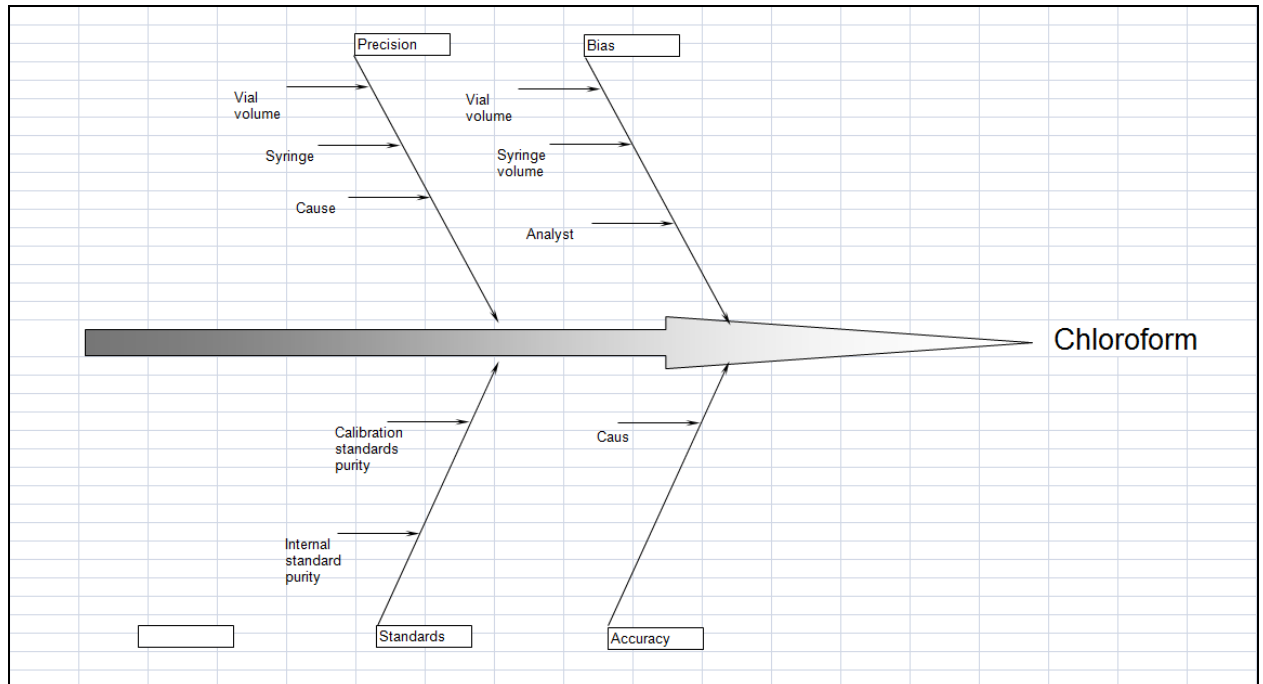 Precision
Bias
Vial
volume
Vial
volume
Syringe
Syringe
volume
Cause
Analyst
Chloroform
Calibration
standards
purity
Caus
Internal
standard
purity
Standards
Accuracy